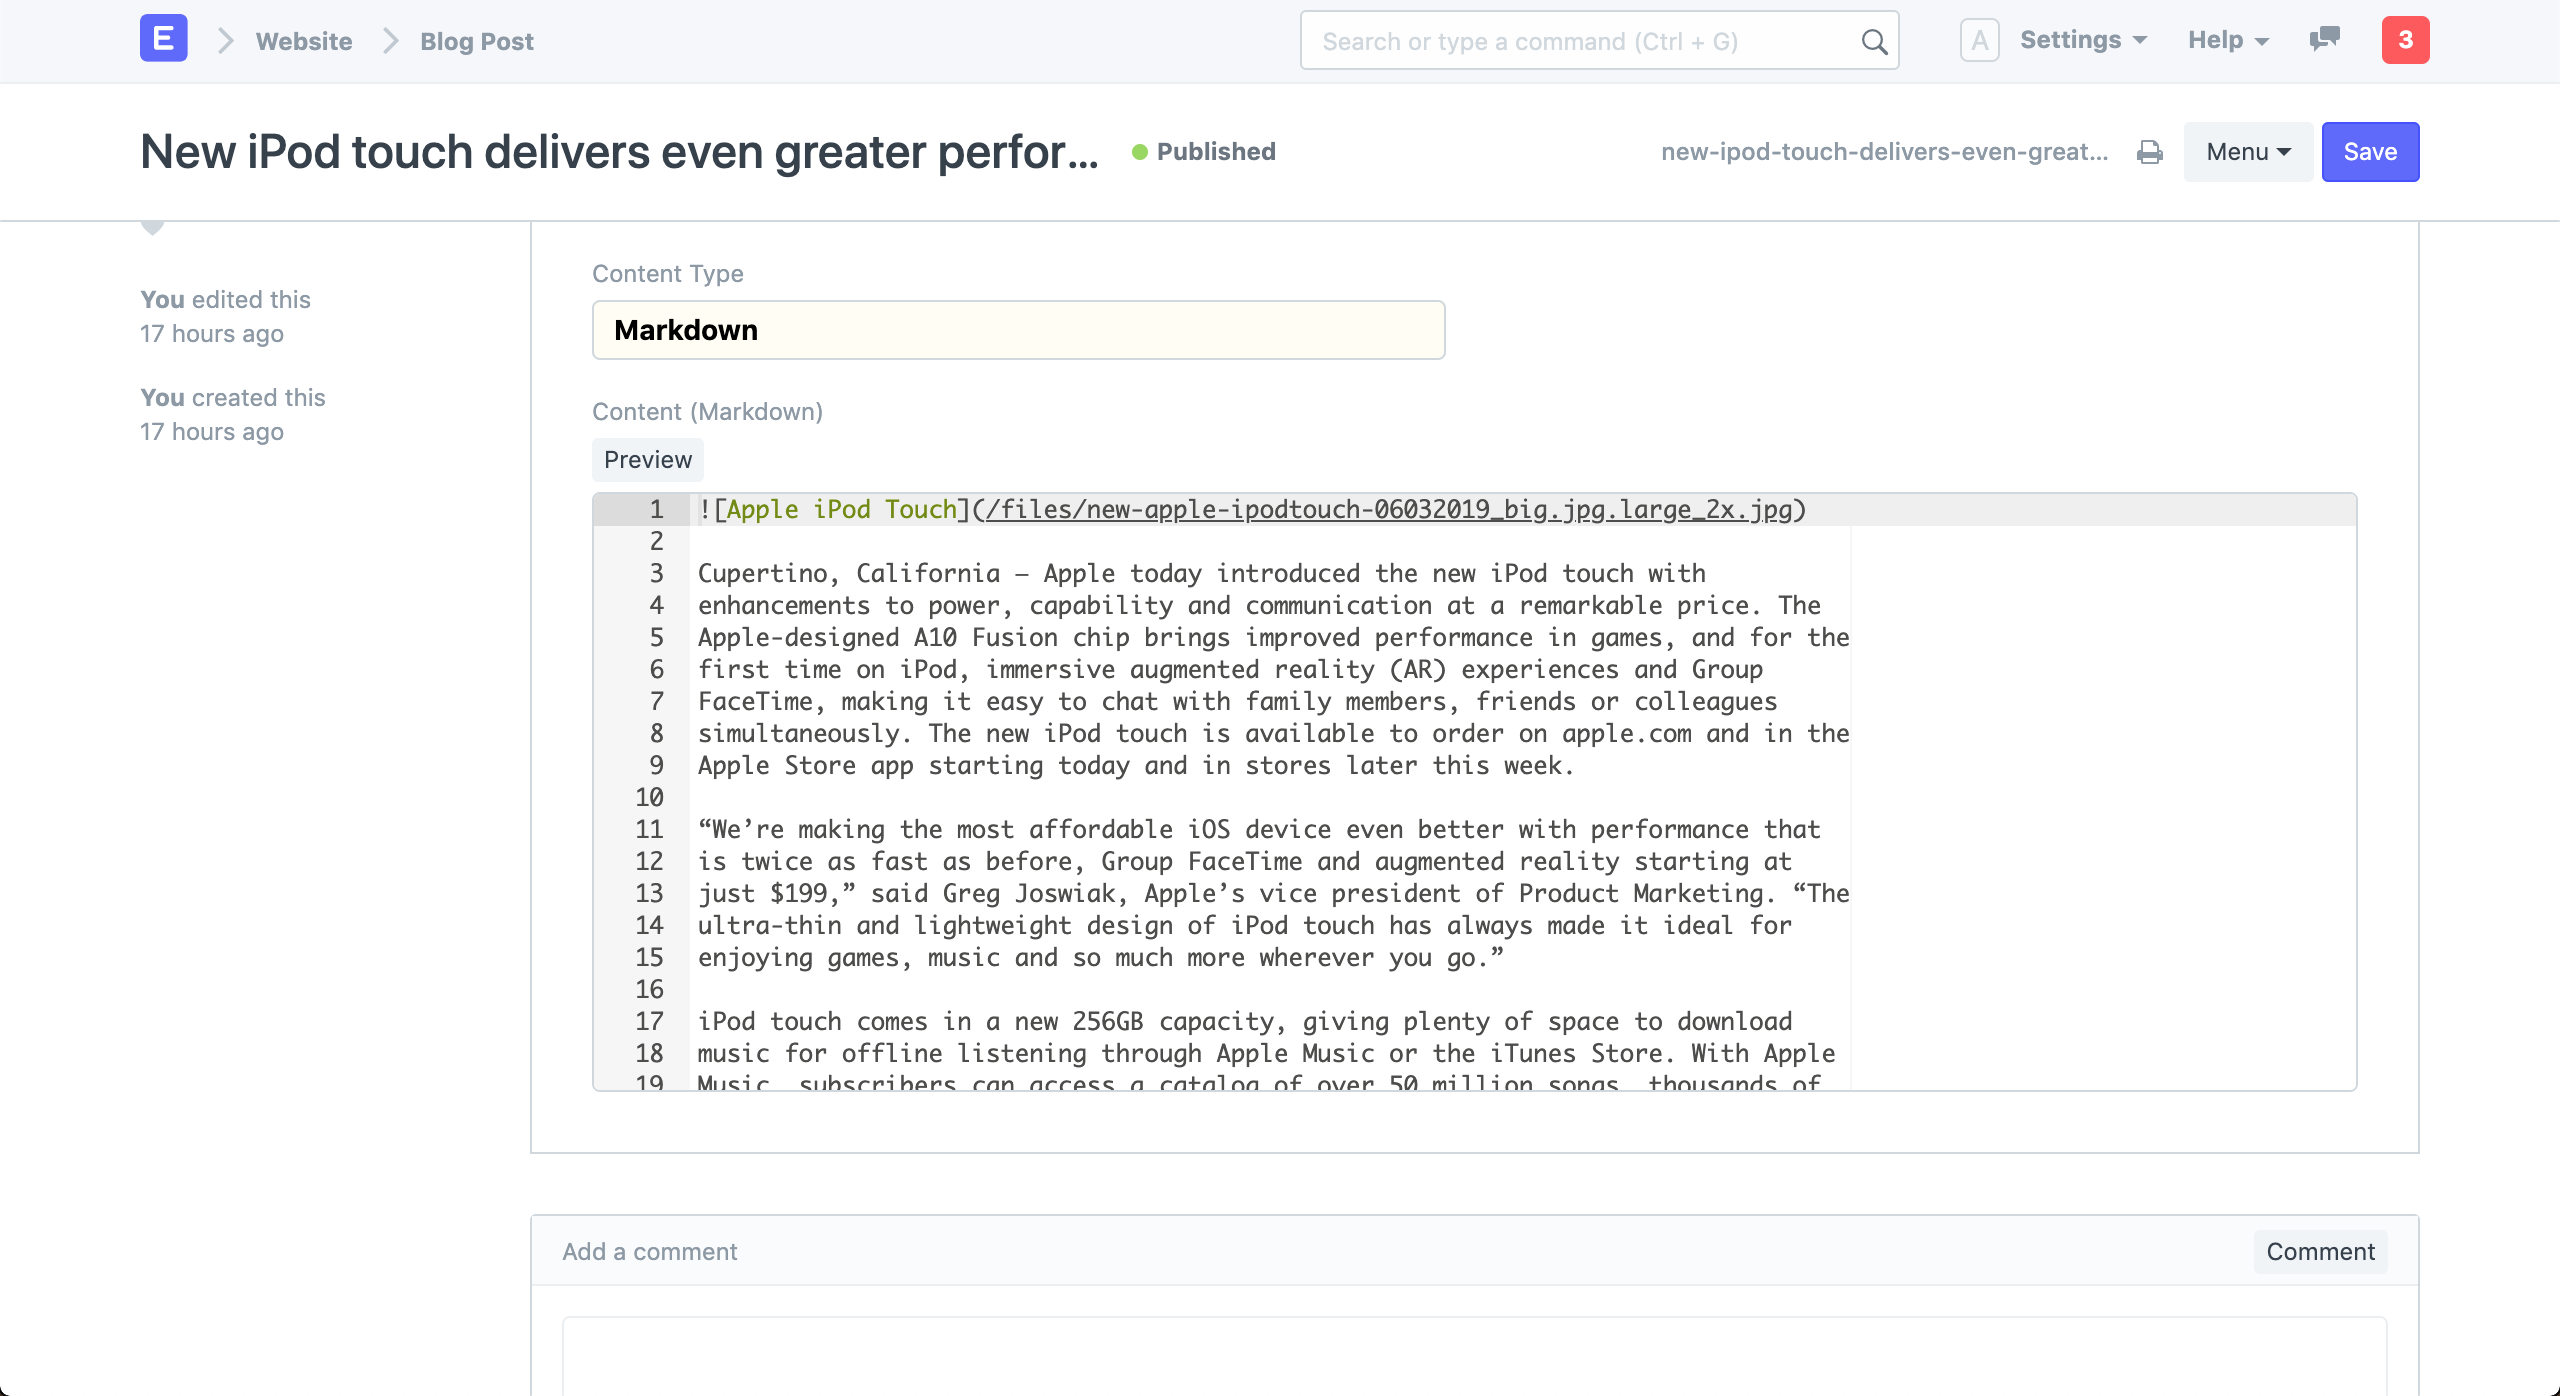 E
Website
Blog Post
Search or type a command (Ctrl + G)
A
Settings
Help
3
New iPod touch delivers even greater perfor...
Published
new-ipod-touch-delivers-even-great...
Menu
Save
You edited this
17 hours ago
You created this
17 hours ago
Content Type
Markdown
Content (Markdown)
Preview
1 ![Apple iPod Touch](/files/new-apple-ipodtouch-06032019_big.jpg.large_2x.jpg)
2
3 Cupertino, California — Apple today introduced the new iPod touch with
4 enhancements to power, capability and communication at a remarkable price. The
5 Apple-designed A10 Fusion chip brings improved performance in games, and for the
6 first time on iPod, immersive augmented reality (AR) experiences and Group
7 FaceTime, making it easy to chat with family members, friends or colleagues
8 simultaneously. The new iPod touch is available to order on apple.com and in the
9 Apple Store app starting today and in stores later this week.
10
11 “We’re making the most affordable iOS device even better with performance that
12 is twice as fast as before, Group FaceTime and augmented reality starting at
13 just $199,” said Greg Joswiak, Apple’s vice president of Product Marketing. “The
14 ultra-thin and lightweight design of iPod touch has always made it ideal for
15 enjoying games, music and so much more wherever you go.”
16
17 iPod touch comes in a new 256GB capacity, giving plenty of space to download
18 music for offline listening through Apple Music or the iTunes Store. With Apple
19 Music, subscribers can access a catalog of over 50 million songs, thousands of
Add a comment
Comment